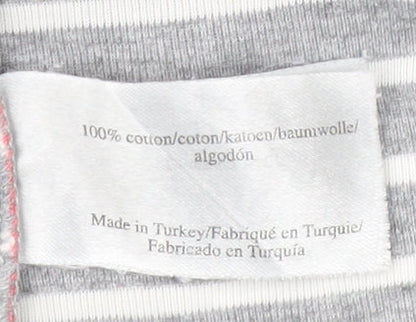 100% cotton/coton/katoen/baumwolle/
algodón
Made in Turkey/Fabriqué en Turquie/
Fabricado en Turquía